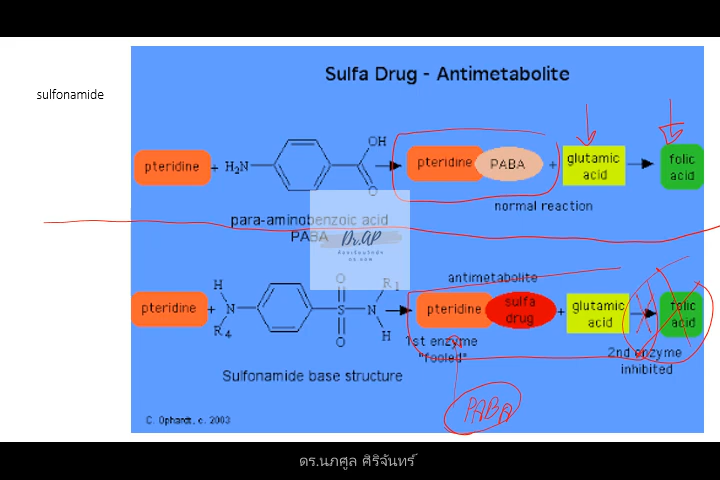 Sulfa Drug - Antimetabolite
sulfonamide
pteridine + H₂N OH O pteridine PABA + glutamic acid folic acid
normal reaction
para-aminobenzoic acid
PABA
Dr.AP
antimetabolite
pteridine + H N R₄ O S O N R₁ H pteridine sulfa drug + glutamic acid folic acid
1st enzyme
"fooled"
2nd enzyme
inhibited
Sulfonamide base structure
PABA
C. Ophardt, c. 2003
ดร.นภศูล ศิริจันทร์